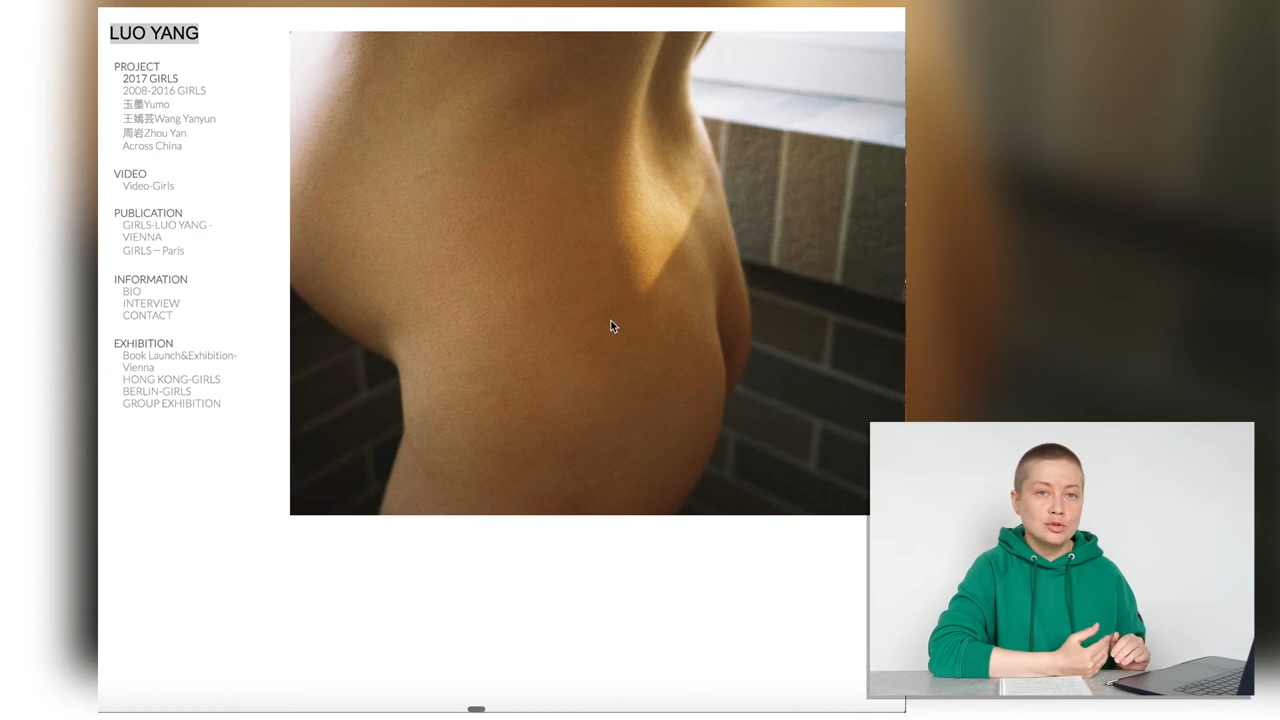 LUO YANG
PROJECT
2017 GIRLS
2008-2016 GIRLS
玉墨Yumo
王嫣芸Wang Yanyun
周岩Zhou Yan
Across China
VIDEO
Video-Girls
PUBLICATION
GIRLS-LUO YANG -
VIENNA
GIRLS－Paris
INFORMATION
BIO
INTERVIEW
CONTACT
EXHIBITION
Book Launch&Exhibition-
Vienna
HONG KONG-GIRLS
BERLIN-GIRLS
GROUP EXHIBITION